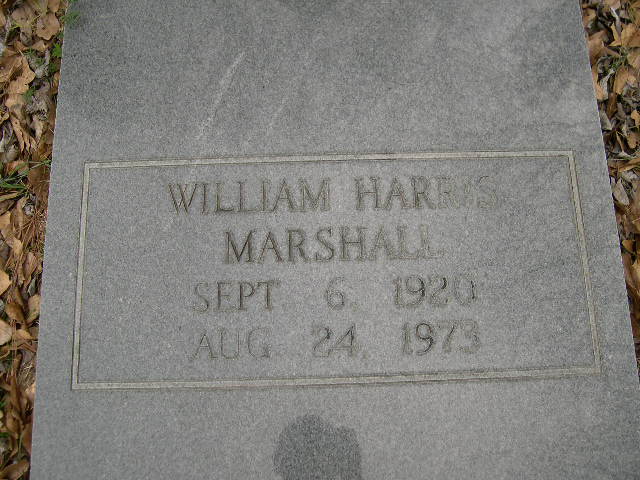 WILLIAM HARRIS
MARSHALL
SEPT 6, 1920
AUG 24, 1973